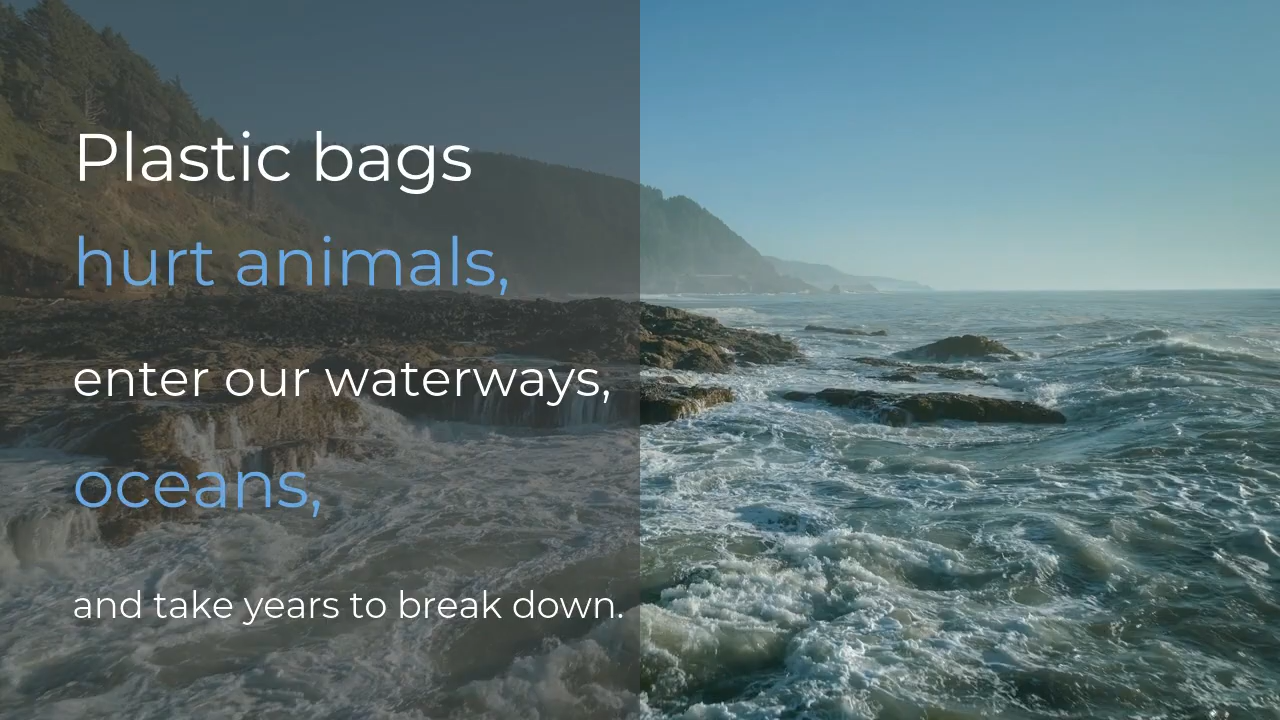 Plastic bags
hurt animals,
enter our waterways,
oceans,
and take years to break down.